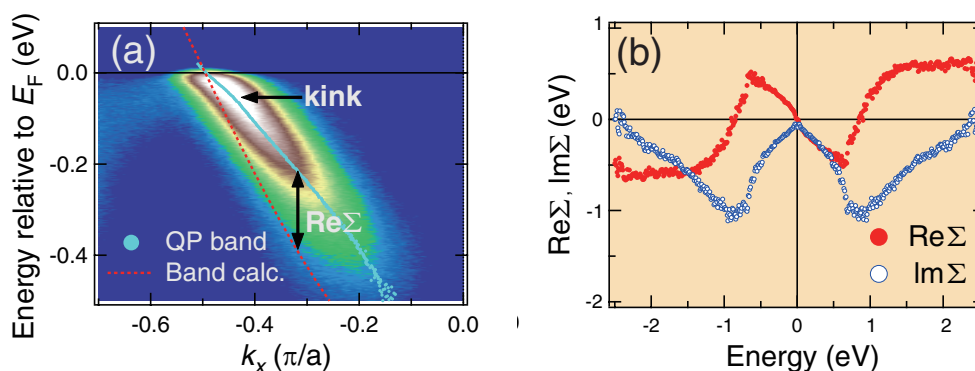 (a)
Energy relative to E_F (eV)
0.0
-0.2
-0.4
kink
ReΣ
QP band
Band calc.
-0.6
-0.4
-0.2
0.0
k_x (π/a)
(b)
ReΣ, ImΣ (eV)
1
0
-1
-2
ReΣ
ImΣ
-2
-1
0
1
2
Energy (eV)